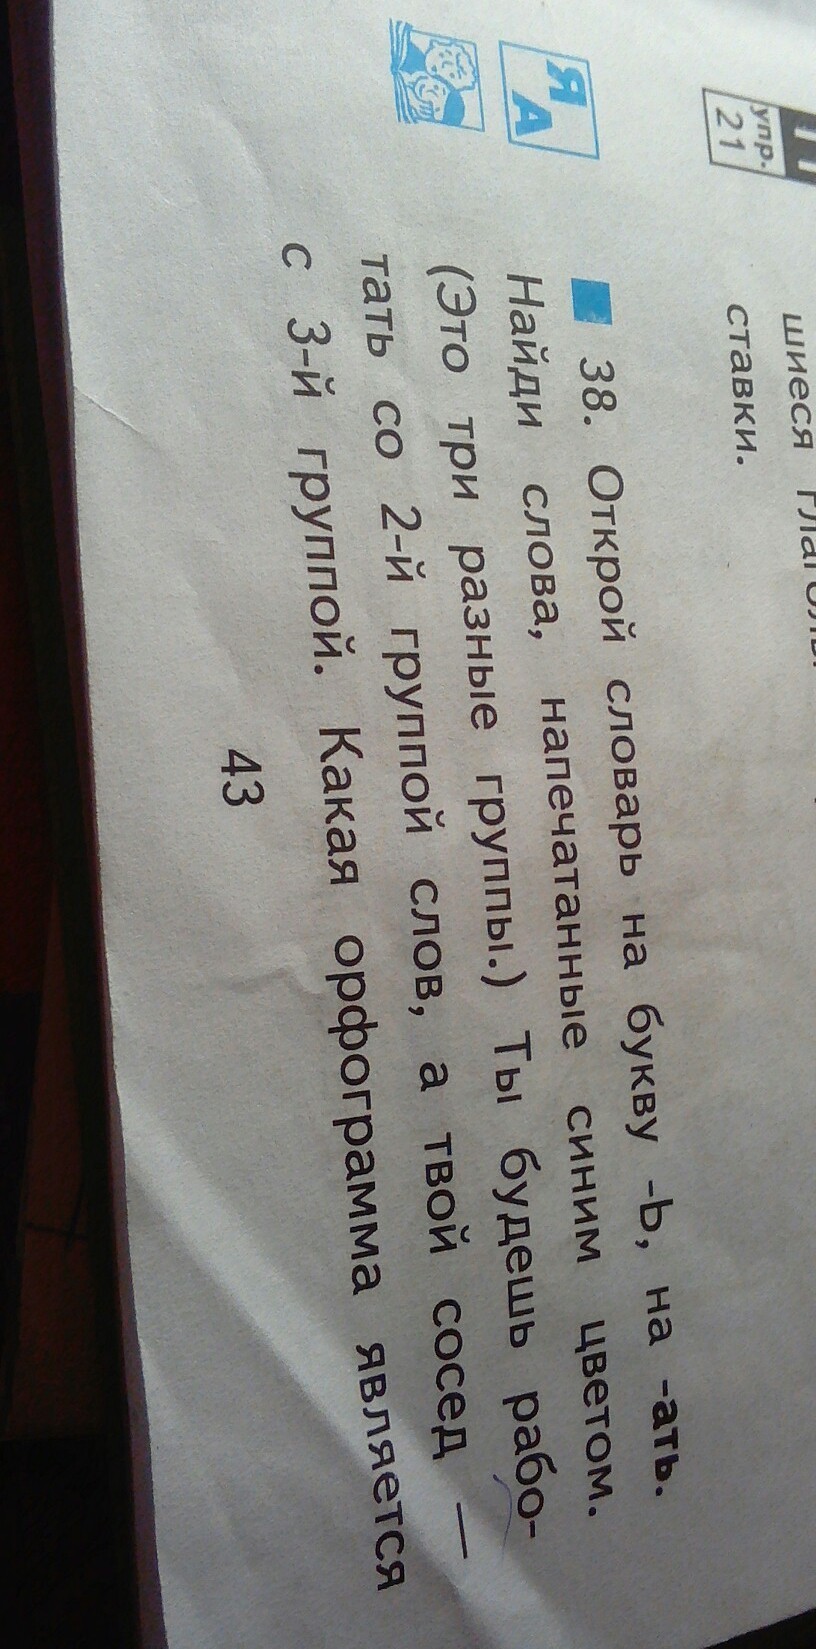 шиеся
ставки.
упр.
21
Я
А
38. Открой словарь на букву -Ь, на -ать.
Найди слова, напечатанные синим цветом.
(Это три разные группы.) Ты будешь рабо-
тать со 2-й группой слов, а твой сосед —
с 3-й группой. Какая орфограмма является
43